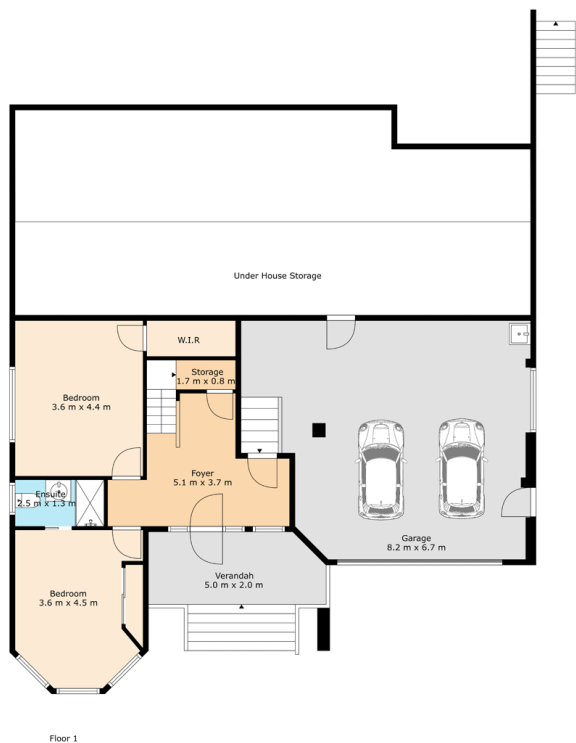 Under House Storage
W.I.R
Storage
1.7 m x 0.8 m
Bedroom
3.6 m x 4.4 m
Foyer
5.1 m x 3.7 m
Ensuite
2.5 m x 1.3 m
Garage
8.2 m x 6.7 m
Verandah
5.0 m x 2.0 m
Bedroom
3.6 m x 4.5 m
Floor 1